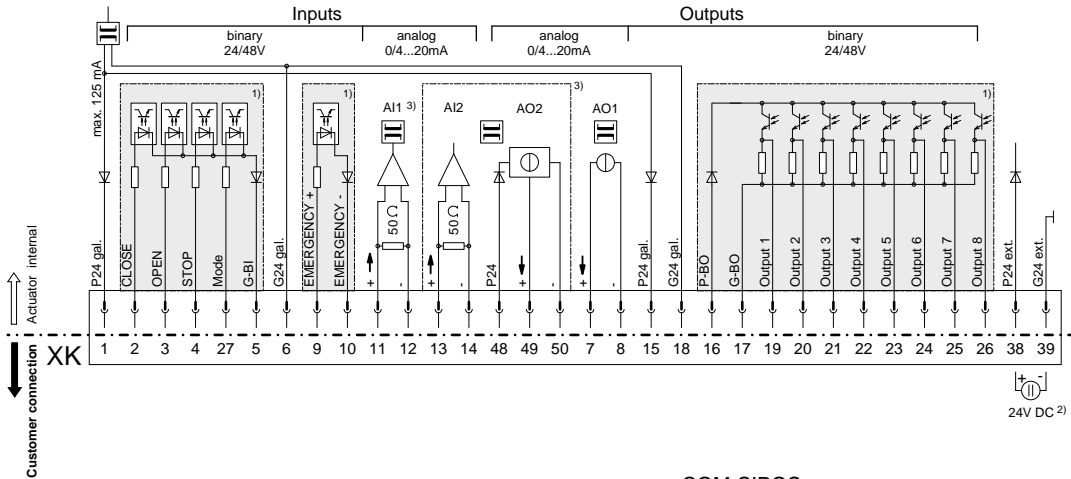 Inputs Outputs
binary analog analog binary
24/48V 0/4...20mA 0/4...20mA 24/48V
max. 125 mA
1) 1) 3) 1)
AI1 3) AI2 AO2 AO1
50 Ω 50 Ω
P24 gal. CLOSE OPEN STOP Mode G-BI G24 gal. EMERGENCY + EMERGENCY - + - + - P24 + - + - P24 gal. G24 gal. P-BO G-BO Output 1 Output 2 Output 3 Output 4 Output 5 Output 6 Output 7 Output 8 P24 ext. G24 ext.
Actuator internal
XK 1 2 3 4 27 5 6 9 10 11 12 13 14 48 49 50 7 8 15 18 16 17 19 20 21 22 23 24 25 26 38 39
Customer connection
+ -
24V DC 2)